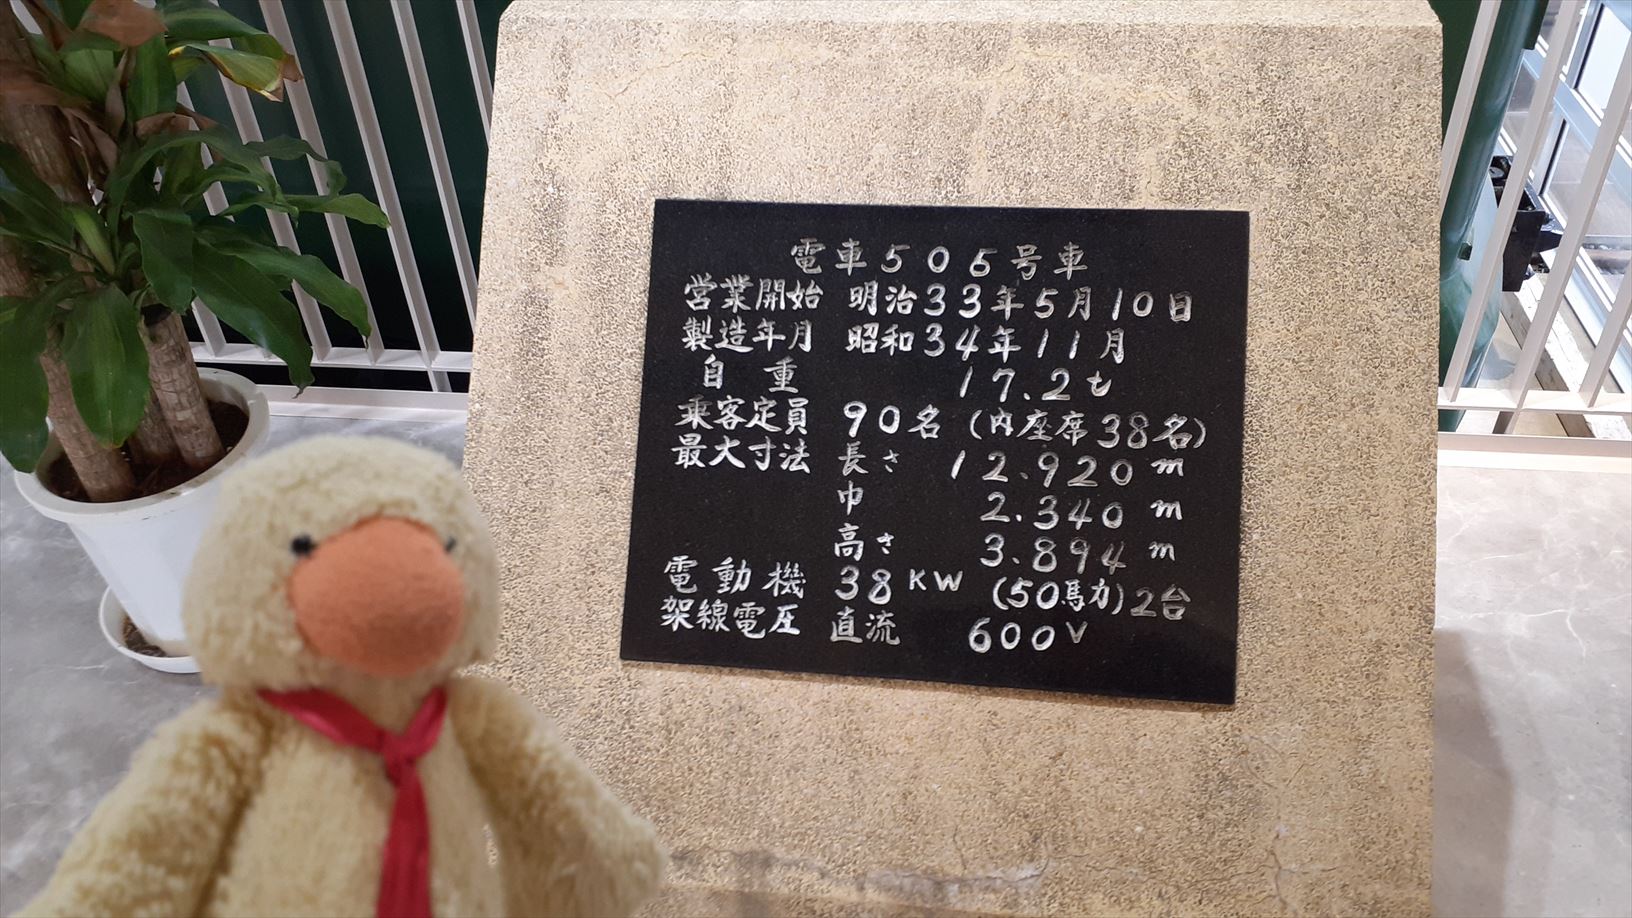 電車505号車
営業開始 明治33年5月10日
製造年月 昭和34年11月
自重 17.2t
乗客定員 90名 (内座席38名)
最大寸法 長さ 12.920m
巾 2.340m
高さ 3.894m
電動機 38KW (50馬力)2台
架線電圧 直流 600V